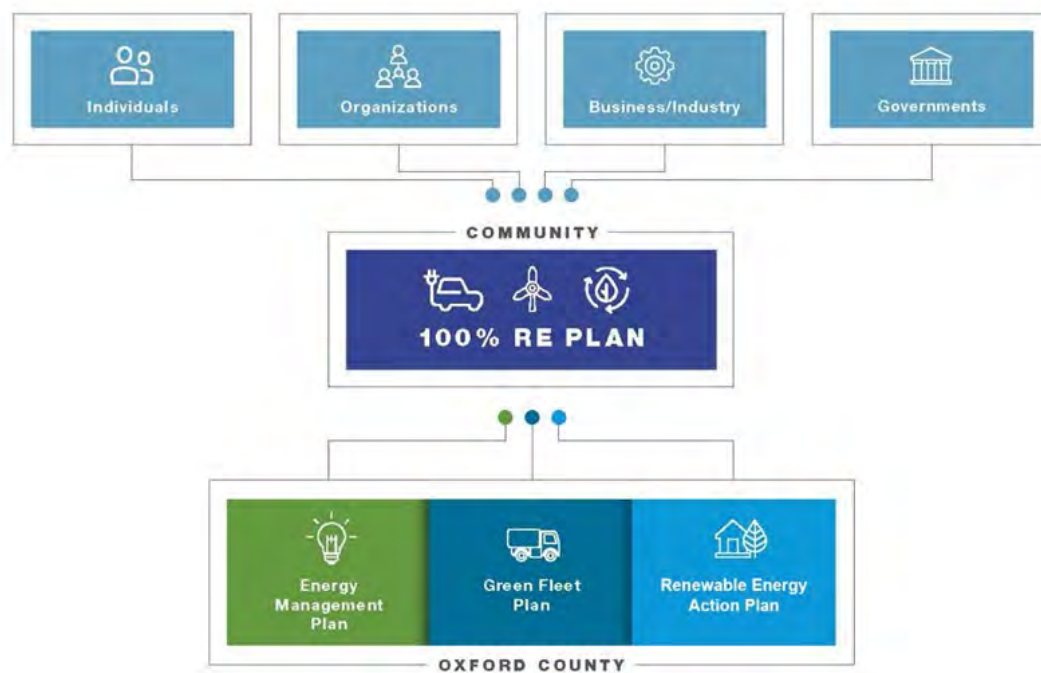 Individuals
Organizations
Business/Industry
Governments
COMMUNITY
100% RE PLAN
Energy
Management
Plan
Green Fleet
Plan
Renewable Energy
Action Plan
OXFORD COUNTY